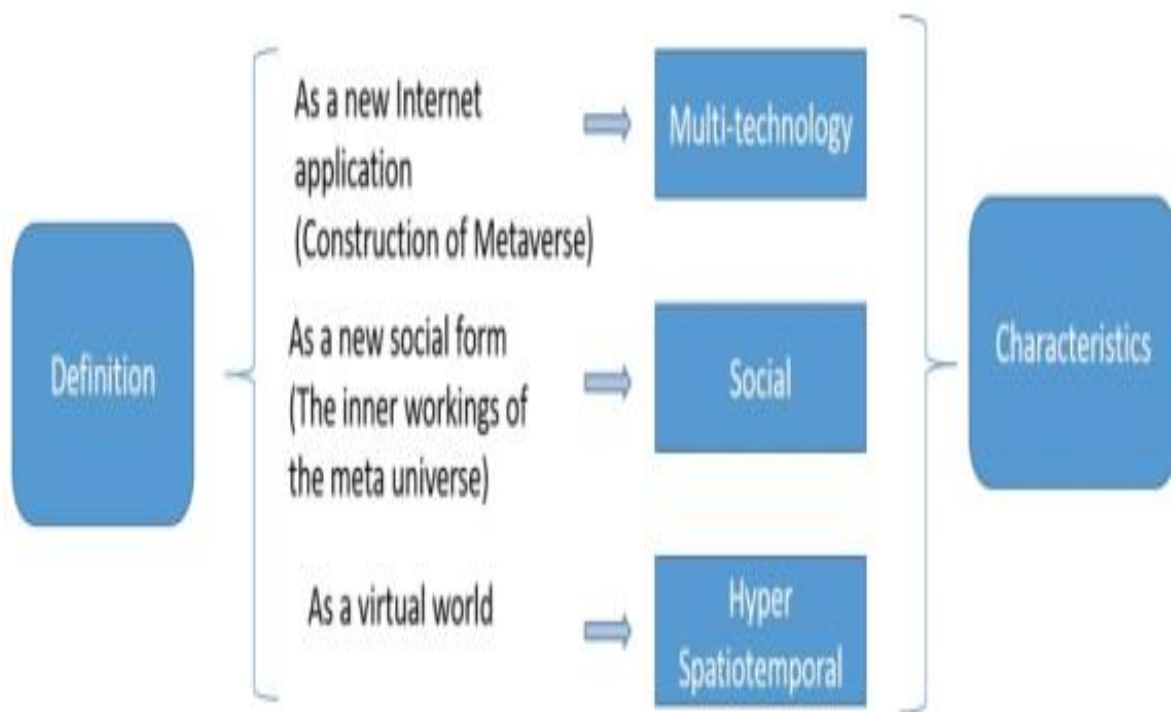 Definition
As a new Internet
application
(Construction of Metaverse)
Multi-technology
As a new social form
(The inner workings of
the meta universe)
Social
As a virtual world
Hyper
Spatiotemporal
Characteristics